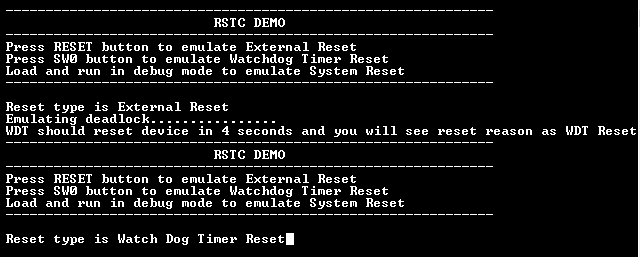 -------------------------------------------------------------
RSTC DEMO
-------------------------------------------------------------
Press RESET button to emulate External Reset
Press SW0 button to emulate Watchdog Timer Reset
Load and run in debug mode to emulate System Reset
-------------------------------------------------------------
Reset type is External Reset
Emulating deadlock................
WDT should reset device in 4 seconds and you will see reset reason as WDT Reset
-------------------------------------------------------------
RSTC DEMO
-------------------------------------------------------------
Press RESET button to emulate External Reset
Press SW0 button to emulate Watchdog Timer Reset
Load and run in debug mode to emulate System Reset
-------------------------------------------------------------
Reset type is Watch Dog Timer Reset